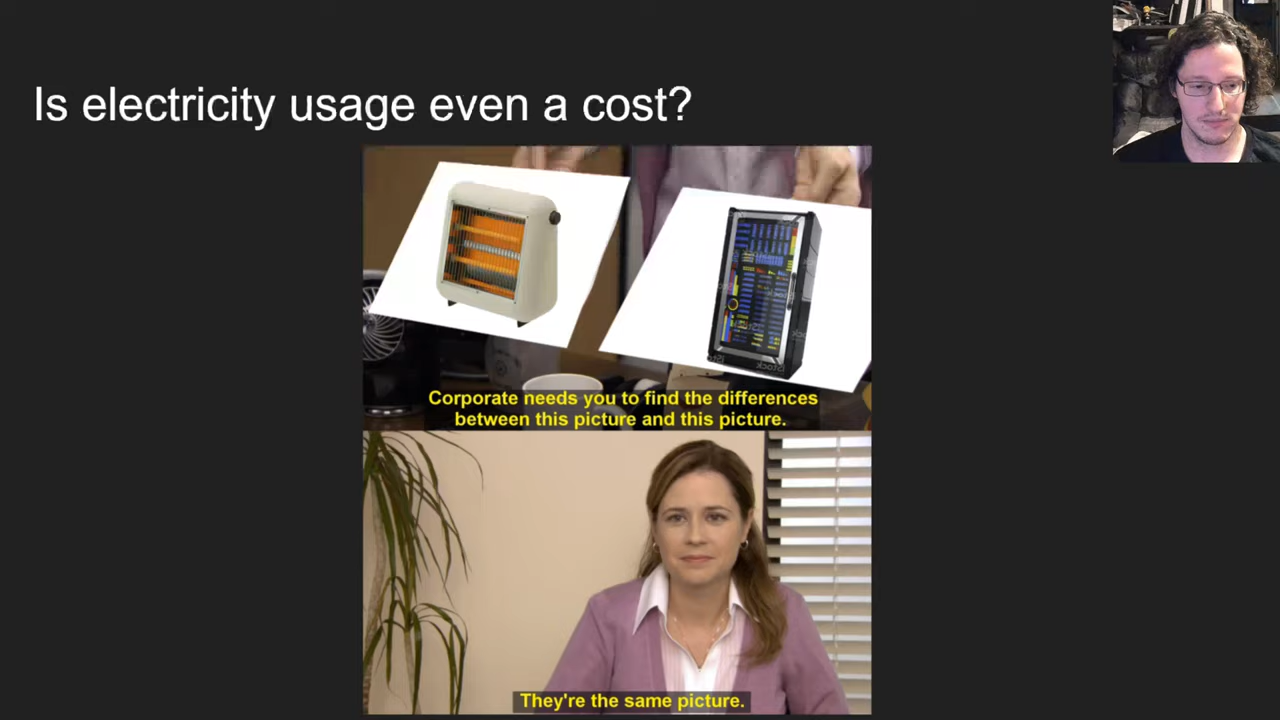 Is electricity usage even a cost?
Corporate needs you to find the differences
between this picture and this picture.
They're the same picture.